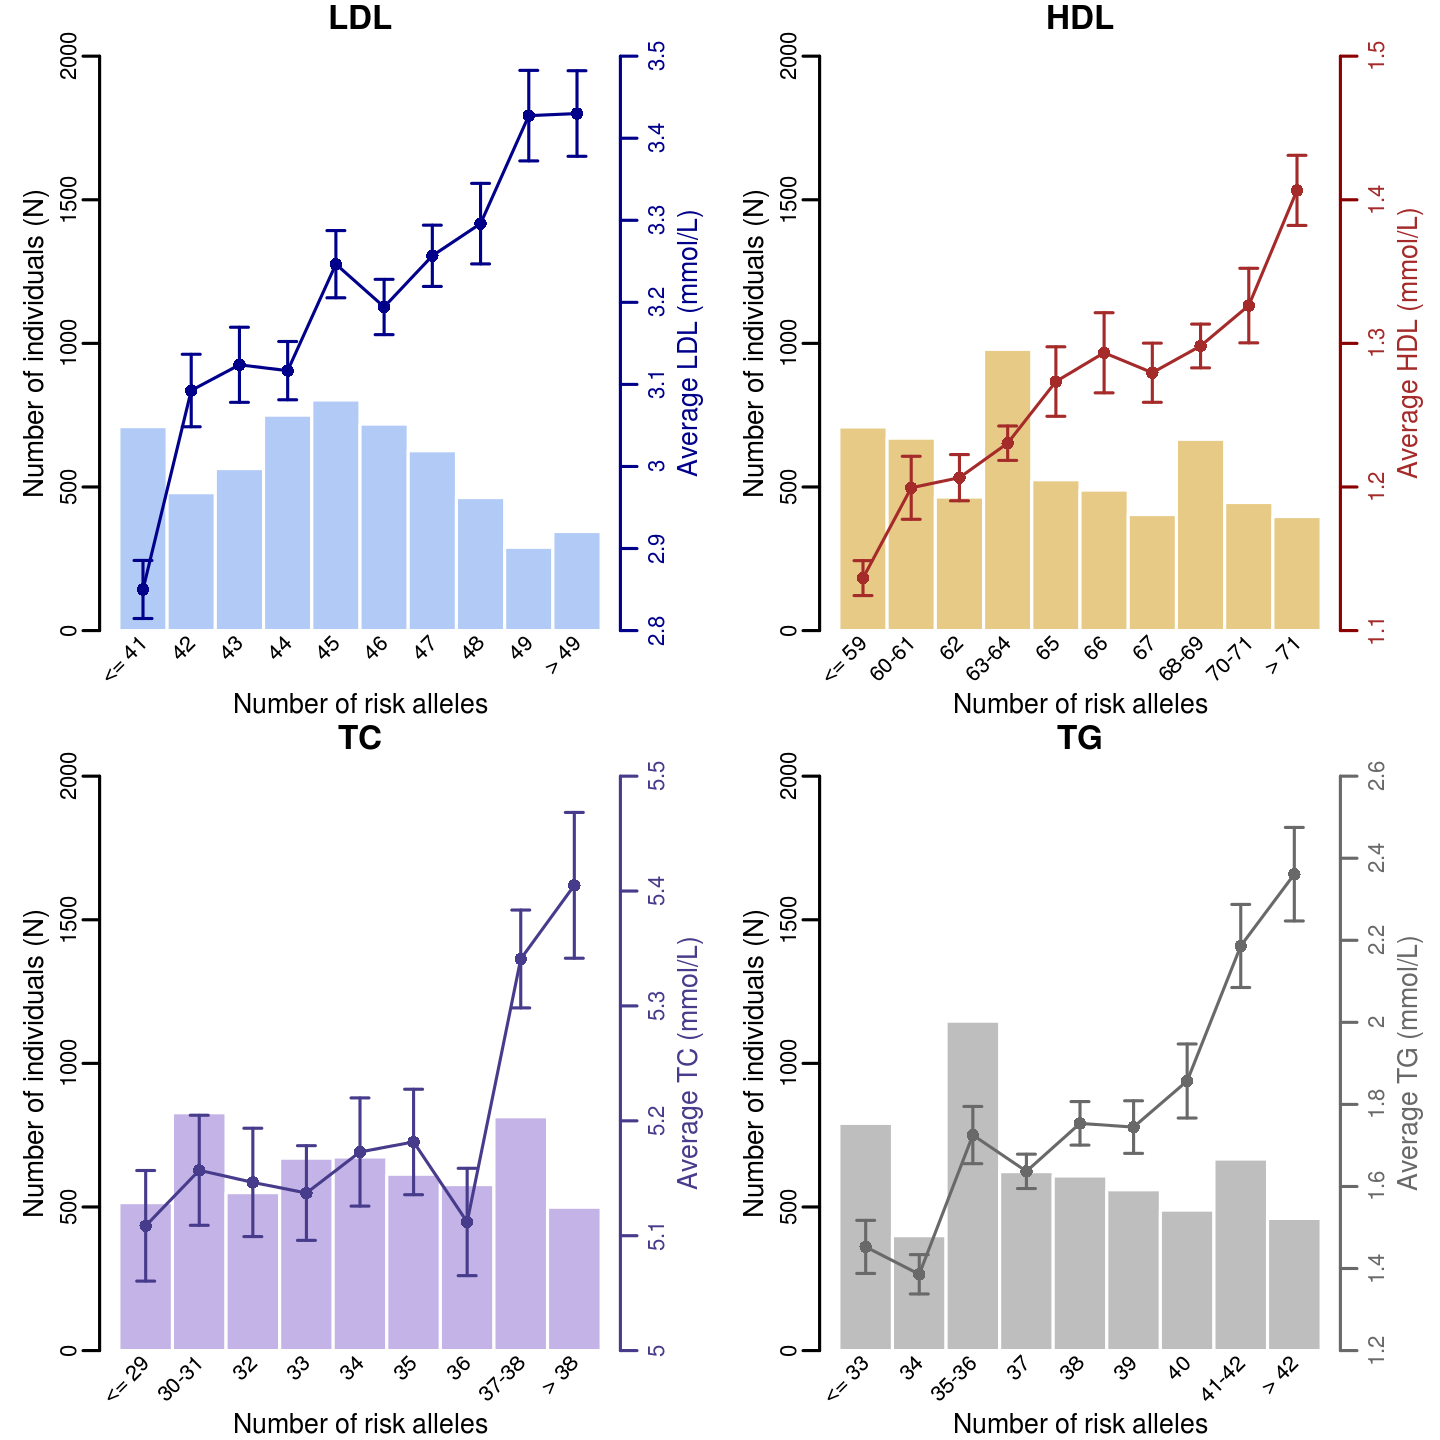 LDL
2000
1500
1000
500
0
Number of individuals (N)
3.5
3.4
3.3
3.2
3.1
3
2.9
2.8
Average LDL (mmol/L)
<= 41 42 43 44 45 46 47 48 49 > 49
Number of risk alleles
HDL
2000
1500
1000
500
0
Number of individuals (N)
1.5
1.4
1.3
1.2
1.1
Average HDL (mmol/L)
<= 59 60-61 62 63-64 65 66 67 68-69 70-71 > 71
Number of risk alleles
TC
2000
1500
1000
500
0
Number of individuals (N)
5.5
5.4
5.3
5.2
5.1
5
Average TC (mmol/L)
<= 29 30-31 32 33 34 35 36 37-38 > 38
Number of risk alleles
TG
2000
1500
1000
500
0
Number of individuals (N)
2.6
2.4
2.2
2
1.8
1.6
1.4
1.2
Average TG (mmol/L)
<= 33 34 35-36 37 38 39 40 41-42 > 42
Number of risk alleles